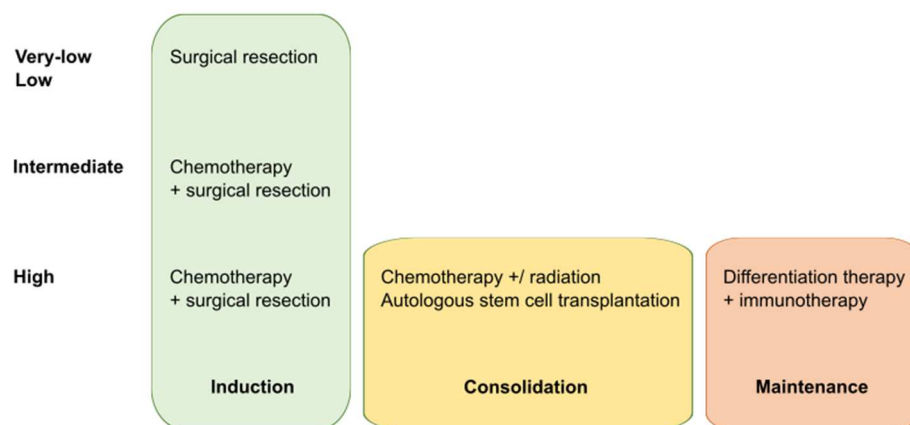 Very-low
Low
Surgical resection
Intermediate
Chemotherapy
+ surgical resection
High
Chemotherapy
+ surgical resection
Chemotherapy +/ radiation
Autologous stem cell transplantation
Differentiation therapy
+ immunotherapy
Induction
Consolidation
Maintenance